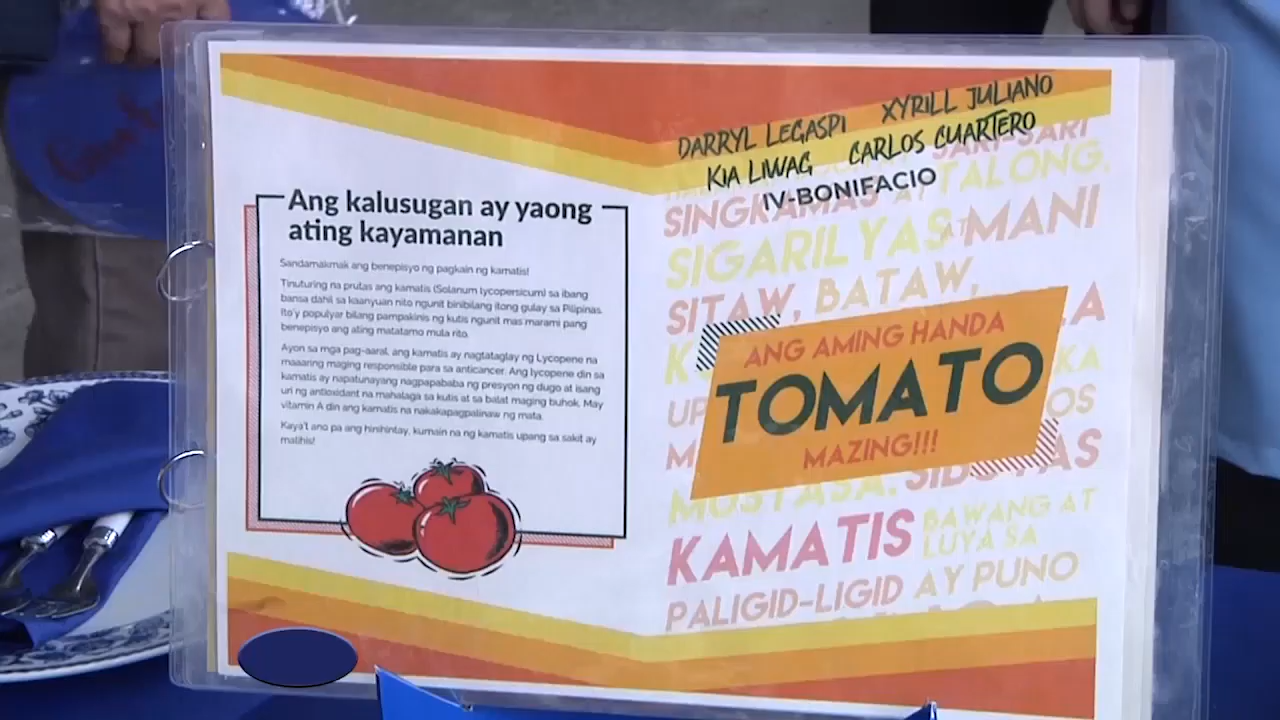 Ang kalusugan ay yaong
ating kayamanan
Sandamakmak ang benepisyo ng pagkain ng kamatis!
Tinuturing na prutas ang kamatis (Solanum lycopersicum) sa ibang
bansa dahil sa kaanyuan nito ngunit binibilang itong gulay sa Pilipinas.
Ito'y populyar bilang pampakinis ng kutis ngunit mas marami pang
benepisyo ang ating matatamo mula rito.
Ayon sa mga pag-aaral, ang kamatis ay nagtataglay ng Lycopene na
maaaring maging responsible para sa anticancer. Ang lycopene din sa
kamatis ay napatunayang nagpapababa ng presyon ng dugo at isang
uri ng antioxidant na mahalaga sa kutis at sa balat maging buhok. May
vitamin A din ang kamatis na nakakapagpalinaw ng mata.
Kaya't ano pa ang hinihintay, kumain na ng kamatis upang sa sakit ay
malihis!
DARRYL LEGASPI XYRILL JULIANO
KIA LIWAG CARLOS CUARTERO
IV-BONIFACIO
SARI-SARI
SINGKAMAS AT TALONG,
SIGARILYAS AT MANI
SITAW, BATAW,
ANG AMING HANDA
TOMATO
MAZING!!!
MOSTASA.
KAMATIS BAWANG AT
LUYA SA
PALIGID-LIGID AY PUNO